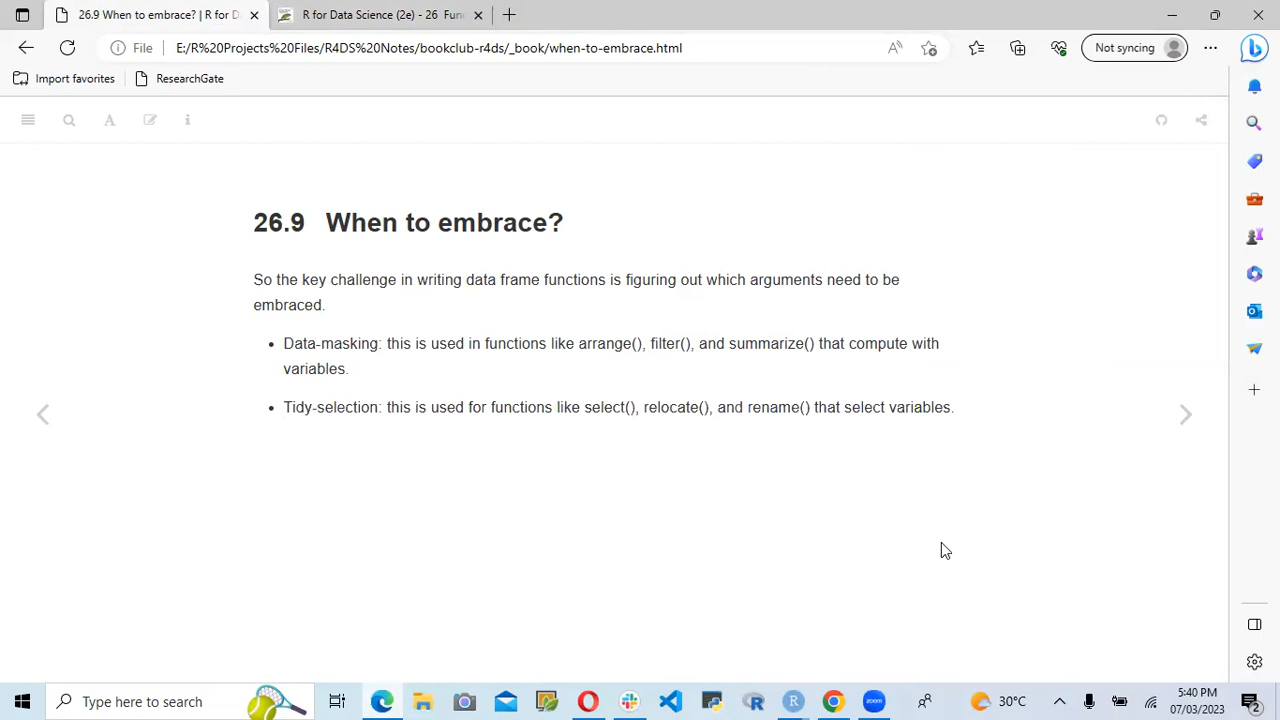 26.9 When to embrace? | R for D
R for Data Science (2e) - 26 Fun
File
E:/R%20Projects%20Files/R4DS%20Notes/bookclub-r4ds/_book/when-to-embrace.html
Not syncing
Import favorites
ResearchGate
26.9 When to embrace?
So the key challenge in writing data frame functions is figuring out which arguments need to be
embraced.
• Data-masking: this is used in functions like arrange(), filter(), and summarize() that compute with
variables.
• Tidy-selection: this is used for functions like select(), relocate(), and rename() that select variables.
Type here to search
zoom
30°C
5:40 PM
07/03/2023
2